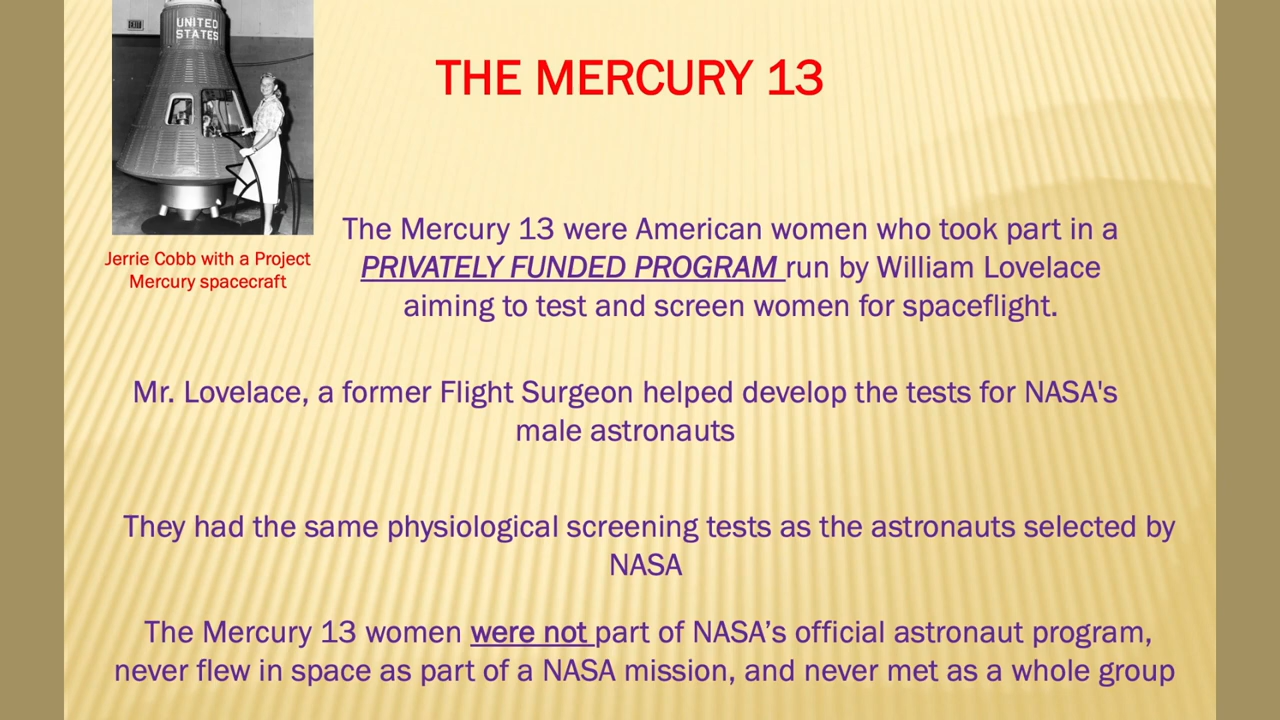 UNITED
STATES
THE MERCURY 13
Jerrie Cobb with a Project
Mercury spacecraft
The Mercury 13 were American women who took part in a
PRIVATELY FUNDED PROGRAM run by William Lovelace
aiming to test and screen women for spaceflight.
Mr. Lovelace, a former Flight Surgeon helped develop the tests for NASA's
male astronauts
They had the same physiological screening tests as the astronauts selected by
NASA
The Mercury 13 women were not part of NASA’s official astronaut program,
never flew in space as part of a NASA mission, and never met as a whole group